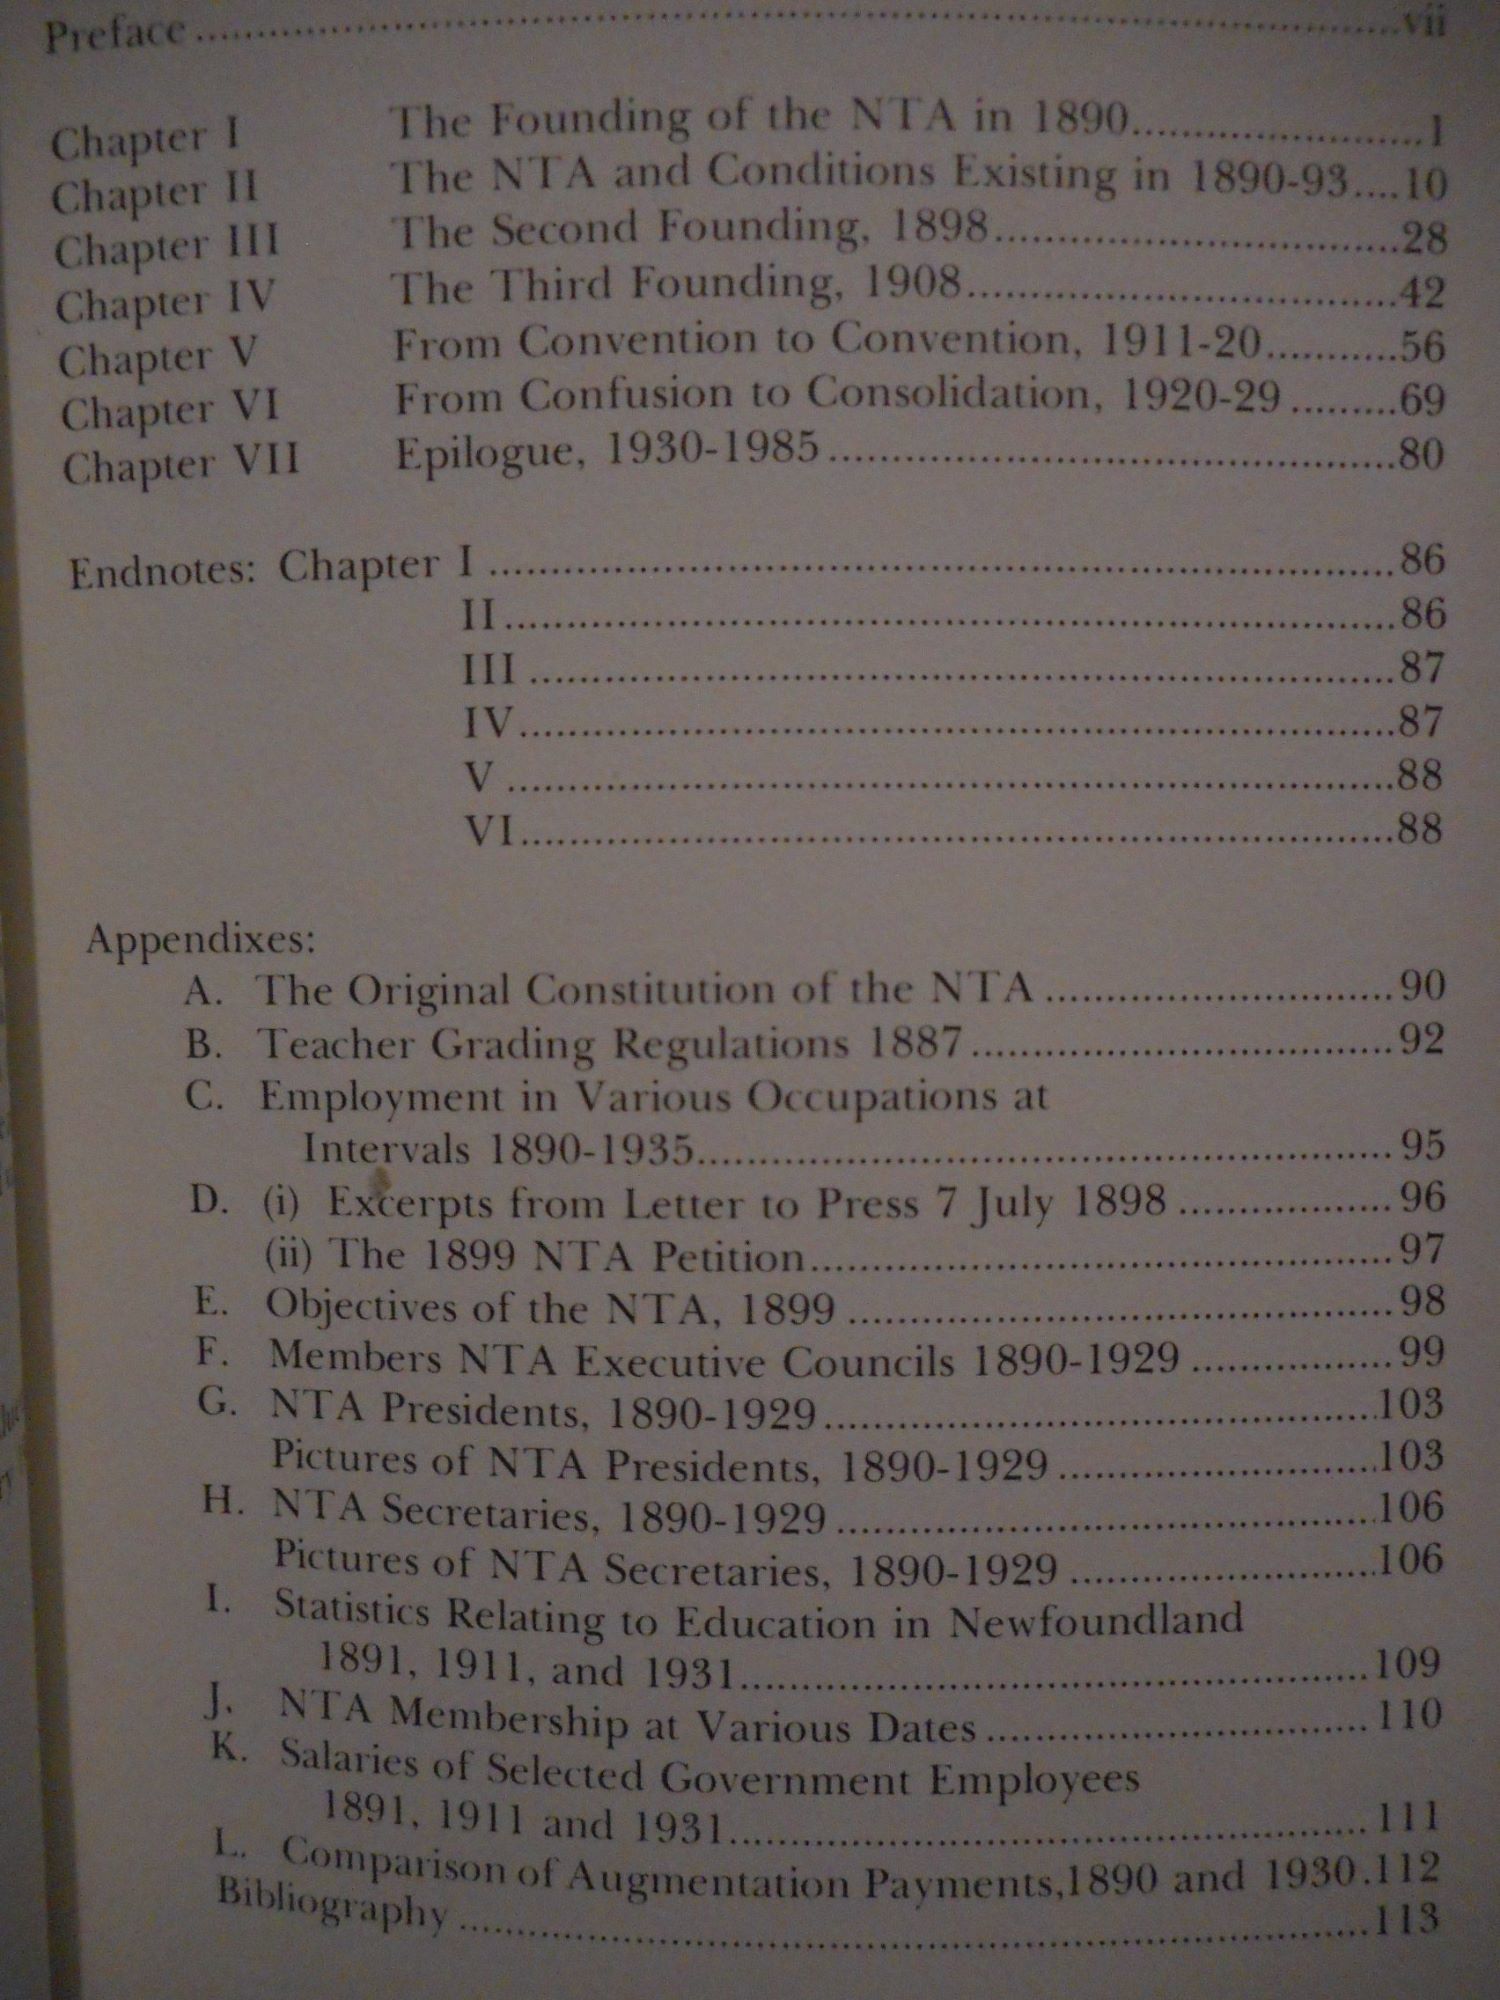 Preface..........vii
Chapter I The Founding of the NTA in 1890..........1
Chapter II The NTA and Conditions Existing in 1890-93....10
Chapter III The Second Founding, 1898..........28
Chapter IV The Third Founding, 1908..........42
Chapter V From Convention to Convention, 1911-20..........56
Chapter VI From Confusion to Consolidation, 1920-29..........69
Chapter VII Epilogue, 1930-1985..........80
Endnotes: Chapter I..........86
II..........86
III..........87
IV..........87
V..........88
VI..........88
Appendixes:
A. The Original Constitution of the NTA..........90
B. Teacher Grading Regulations 1887..........92
C. Employment in Various Occupations at
Intervals 1890-1935..........95
D. (i) Excerpts from Letter to Press 7 July 1898..........96
(ii) The 1899 NTA Petition..........97
E. Objectives of the NTA, 1899..........98
F. Members NTA Executive Councils 1890-1929..........99
G. NTA Presidents, 1890-1929..........103
Pictures of NTA Presidents, 1890-1929..........103
H. NTA Secretaries, 1890-1929..........106
Pictures of NTA Secretaries, 1890-1929..........106
I. Statistics Relating to Education in Newfoundland
1891, 1911, and 1931..........109
J. NTA Membership at Various Dates..........110
K. Salaries of Selected Government Employees
1891, 1911 and 1931..........111
L. Comparison of Augmentation Payments,1890 and 1930.112
Bibliography..........113